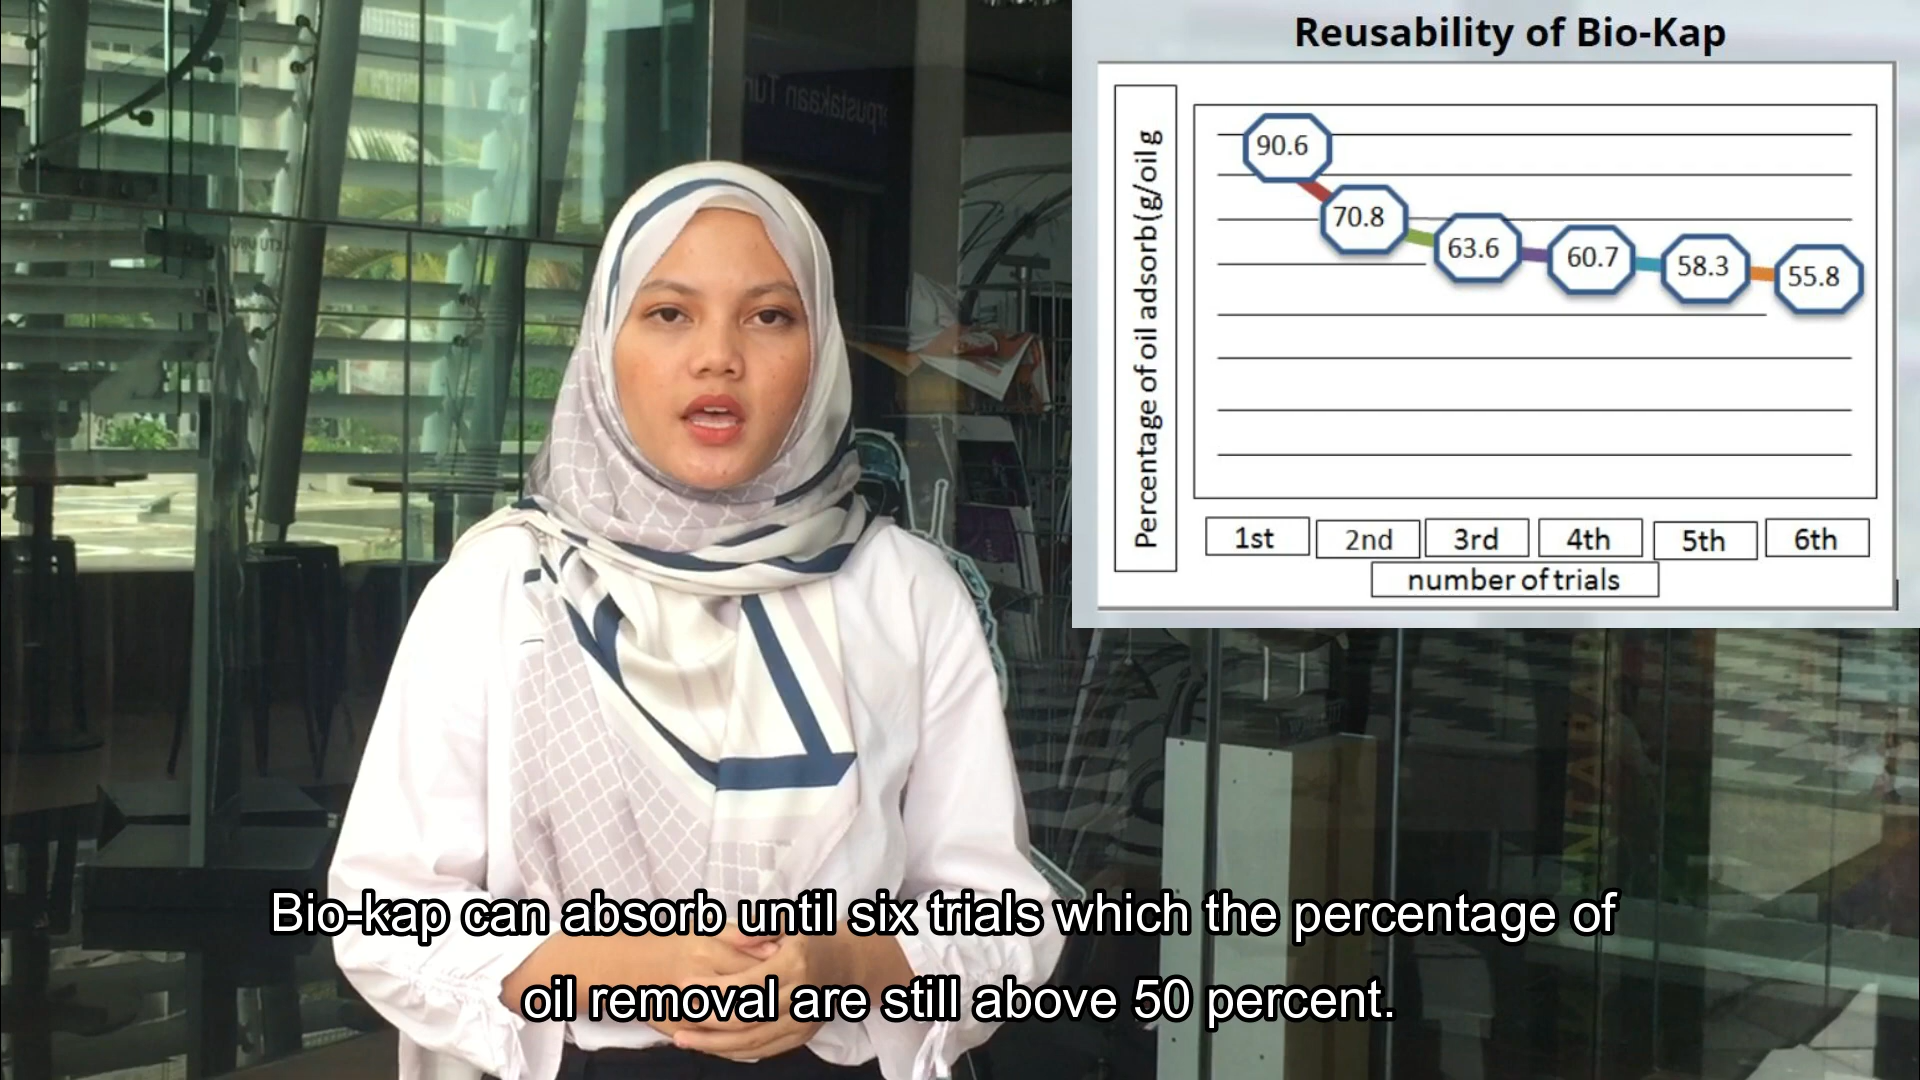 Reusability of Bio-Kap
Percentage of oil adsorb(g/oil g
90.6
70.8
63.6
60.7
58.3
55.8
1st
2nd
3rd
4th
5th
6th
number of trials
Bio-kap can absorb until six trials which the percentage of
oil removal are still above 50 percent.